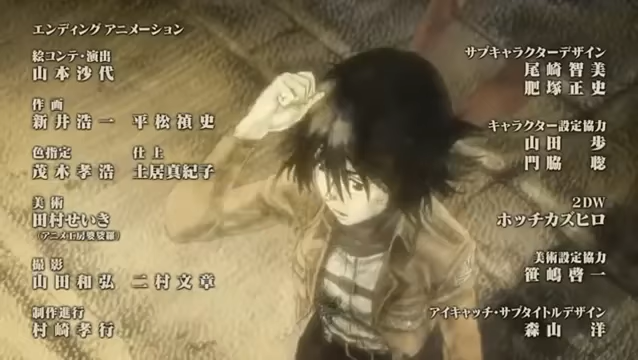 エンディング アニメーション
絵コンテ・演出
山本沙代
作 画
新井浩一　平松禎史
色指定　仕 上
茂木孝浩　土居真紀子
美 術
田村せいき
(アニメ工房婆娑羅)
撮 影
山田和弘　二村文章
制作進行
村崎孝行
サブキャラクターデザイン
尾崎智美
肥塚正史
キャラクター設定協力
山田　歩
門脇　聡
2DW
ホッチカズヒロ
美術設定協力
笹嶋啓一
アイキャッチ・サブタイトルデザイン
森山　洋